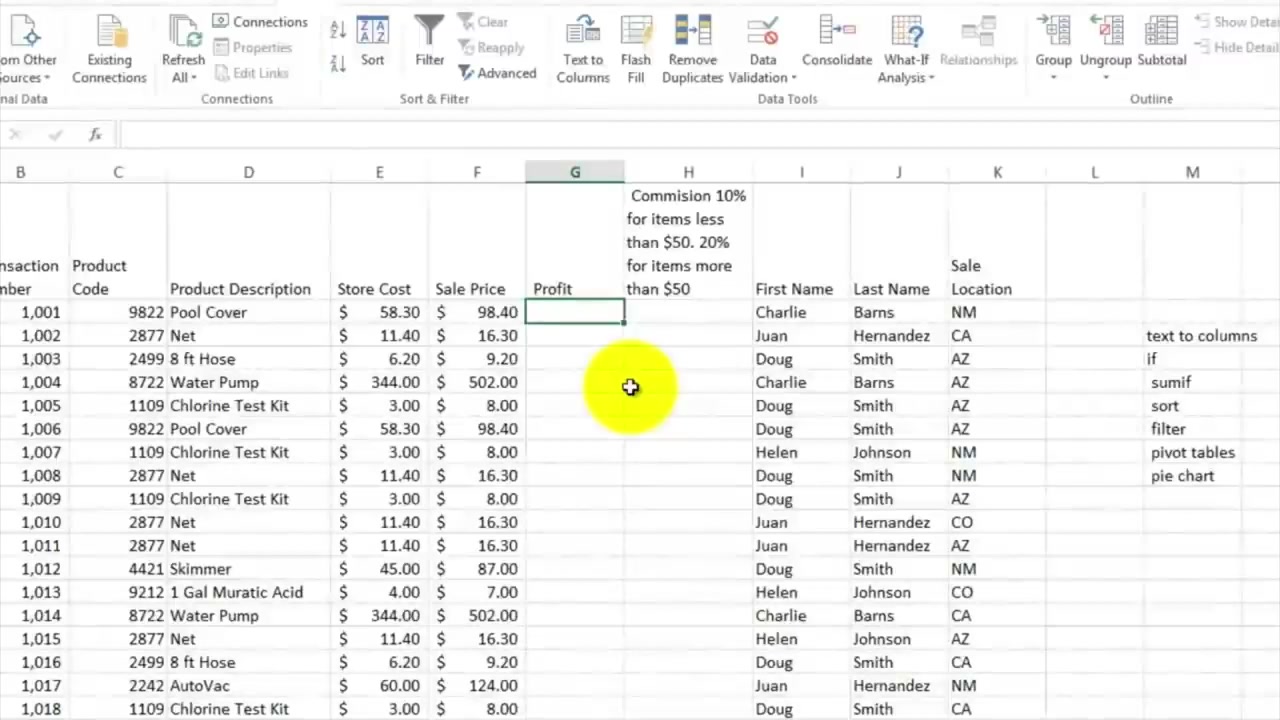 Connections
Properties
Edit Links
om Other
Sources
Existing
Connections
Refresh
All
nal Data
Connections
Sort
Filter
Clear
Reapply
Advanced
Sort & Filter
Text to
Columns
Flash
Fill
Remove
Duplicates
Data
Validation
Consolidate
What-If
Analysis
Relationships
Data Tools
Group
Ungroup
Subtotal
Show Detai
Hide Detail
Outline
fx
B C D E F G H I J K L M
nsaction
nber
Product
Code
Product Description
Store Cost
Sale Price
Profit
Commision 10%
for items less
than $50. 20%
for items more
than $50
First Name
Last Name
Sale
Location
1,001 9822 Pool Cover $ 58.30 $ 98.40 Charlie Barns NM
1,002 2877 Net $ 11.40 $ 16.30 Juan Hernandez CA text to columns
1,003 2499 8 ft Hose $ 6.20 $ 9.20 Doug Smith AZ if
1,004 8722 Water Pump $ 344.00 $ 502.00 Charlie Barns AZ sumif
1,005 1109 Chlorine Test Kit $ 3.00 $ 8.00 Doug Smith AZ sort
1,006 9822 Pool Cover $ 58.30 $ 98.40 Doug Smith AZ filter
1,007 1109 Chlorine Test Kit $ 3.00 $ 8.00 Helen Johnson NM pivot tables
1,008 2877 Net $ 11.40 $ 16.30 Doug Smith NM pie chart
1,009 1109 Chlorine Test Kit $ 3.00 $ 8.00 Doug Smith AZ
1,010 2877 Net $ 11.40 $ 16.30 Juan Hernandez CO
1,011 2877 Net $ 11.40 $ 16.30 Juan Hernandez AZ
1,012 4421 Skimmer $ 45.00 $ 87.00 Doug Smith NM
1,013 9212 1 Gal Muratic Acid $ 4.00 $ 7.00 Helen Johnson CO
1,014 8722 Water Pump $ 344.00 $ 502.00 Charlie Barns CA
1,015 2877 Net $ 11.40 $ 16.30 Helen Johnson AZ
1,016 2499 8 ft Hose $ 6.20 $ 9.20 Doug Smith CA
1,017 2242 AutoVac $ 60.00 $ 124.00 Juan Hernandez NM
1,018 1109 Chlorine Test Kit $ 3.00 $ 8.00 Doug Smith CA